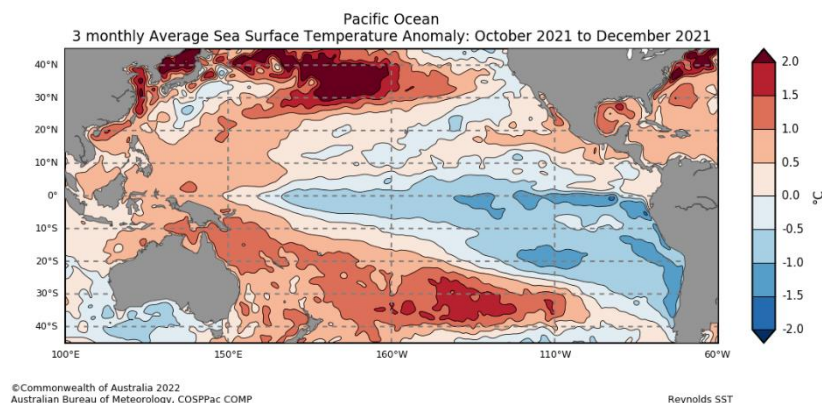 Pacific Ocean
3 monthly Average Sea Surface Temperature Anomaly: October 2021 to December 2021
40°N
30°N
20°N
10°N
0°
10°S
20°S
30°S
40°S
100°E
150°E
160°W
110°W
60°W
2.0
1.5
1.0
0.5
0.0
-0.5
-1.0
-1.5
-2.0
°C
©Commonwealth of Australia 2022
Australian Bureau of Meteorology, COSPPac COMP
Reynolds SST